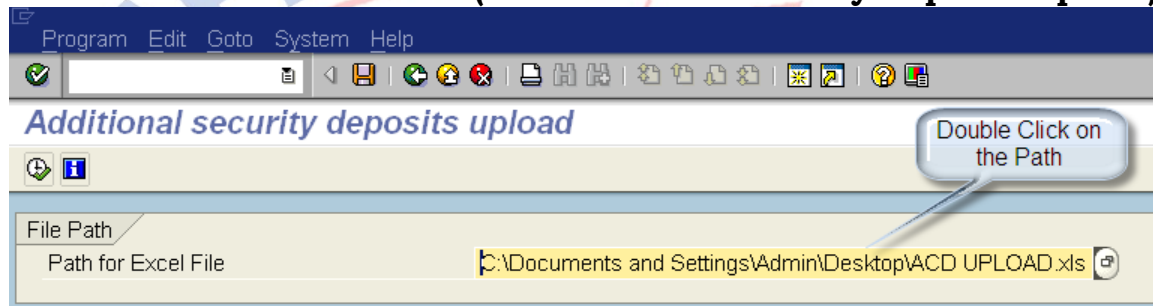 Program Edit Goto System Help
Additional security deposits upload
Double Click on
the Path
File Path
Path for Excel File C:\Documents and Settings\Admin\Desktop\ACD UPLOAD.xls